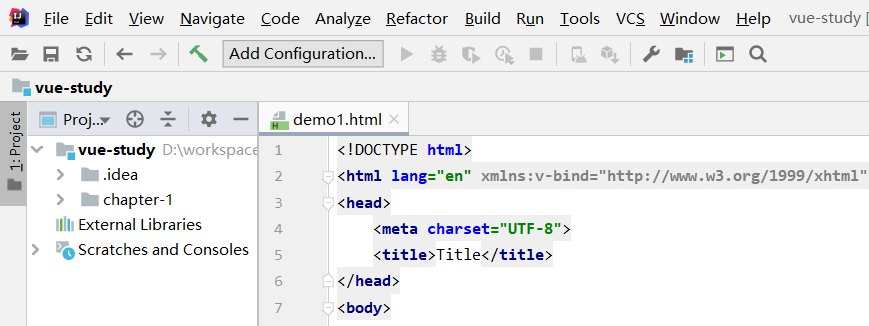 File Edit View Navigate Code Analyze Refactor Build Run Tools VCS Window Help vue-study [
Add Configuration...
vue-study
1: Project
Proj...
demo1.html
vue-study D:\workspace
.idea
chapter-1
External Libraries
Scratches and Consoles
1 <!DOCTYPE html>
2 <html lang="en" xmlns:v-bind="http://www.w3.org/1999/xhtml"
3 <head>
4 <meta charset="UTF-8">
5 <title>Title</title>
6 </head>
7 <body>